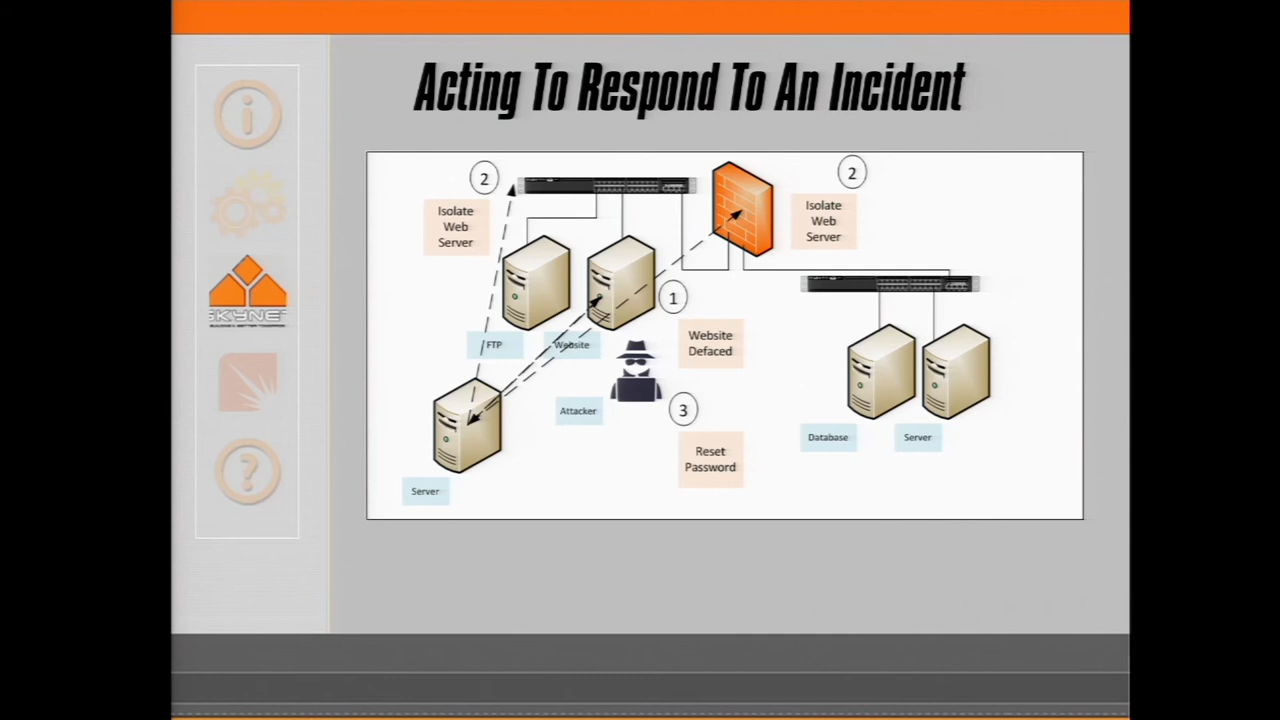 Acting To Respond To An Incident
2
Isolate
Web
Server
2
Isolate
Web
Server
1
Website
Defaced
FTP
Website
Attacker
3
Reset
Password
Database
Server
Server
i
SKYNET
?